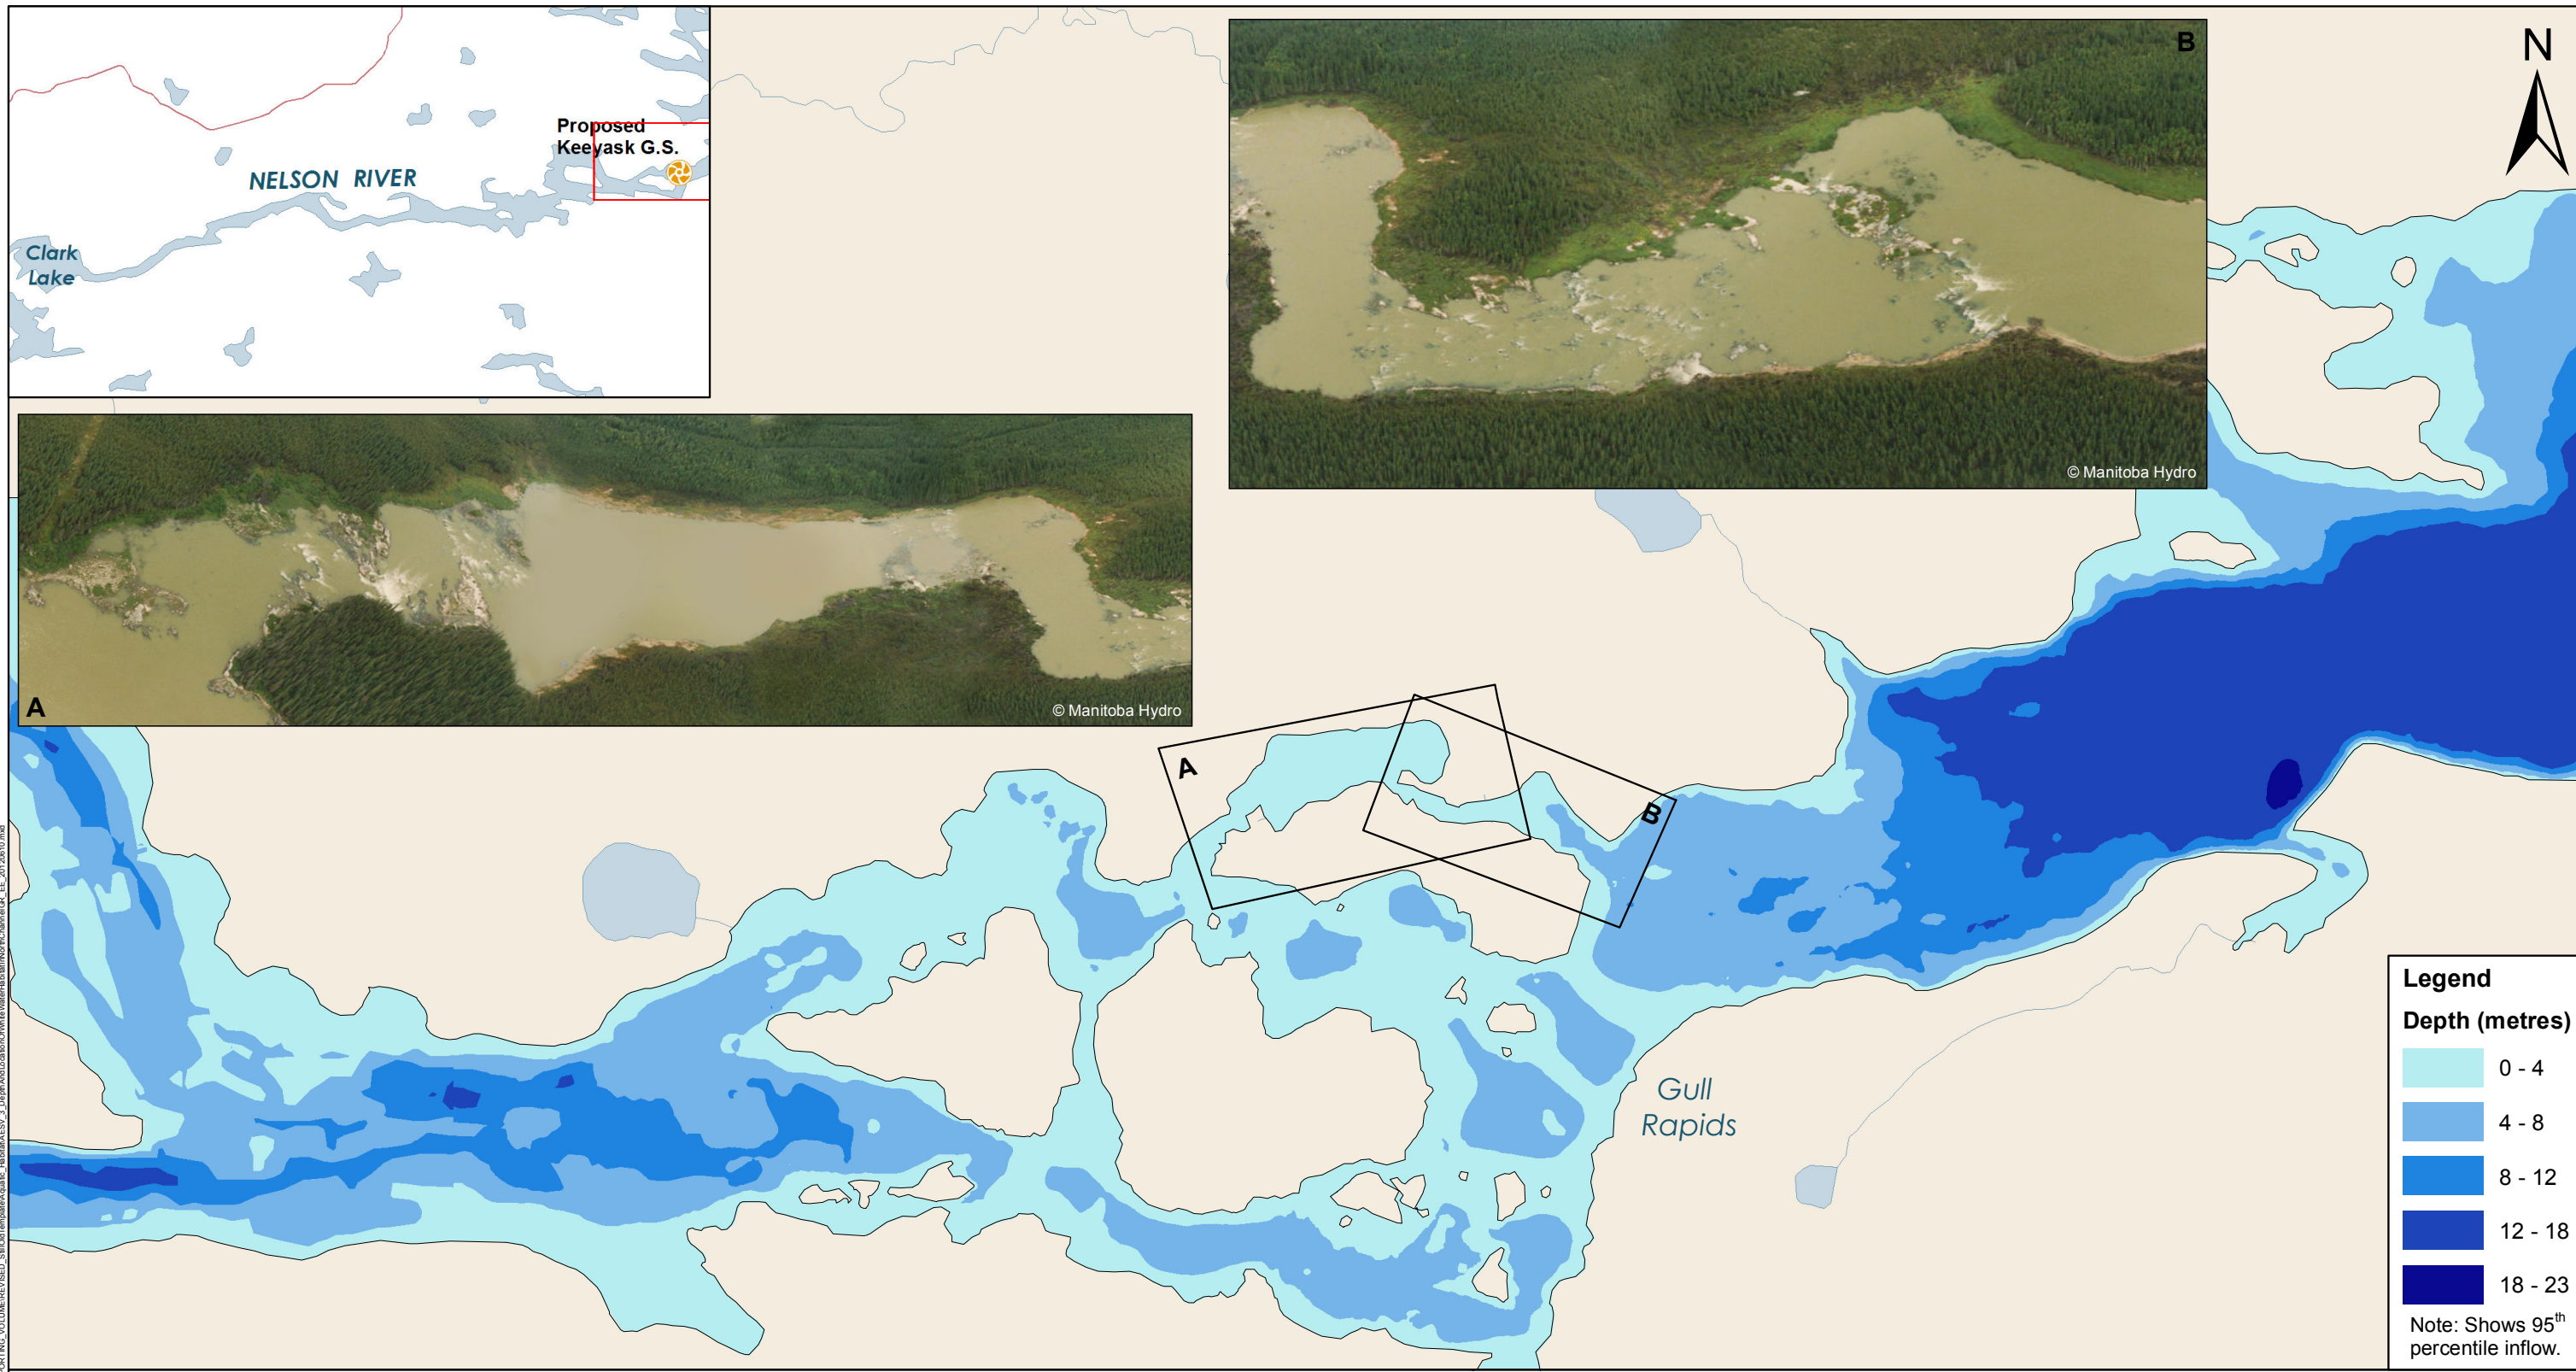 Proposed
Keeyask G.S.
NELSON RIVER
Clark
Lake
B
© Manitoba Hydro
N
A
© Manitoba Hydro
A
B
Gull
Rapids
Legend
Depth (metres)
0 - 4
4 - 8
8 - 12
12 - 18
18 - 23
Note: Shows 95th
percentile inflow.